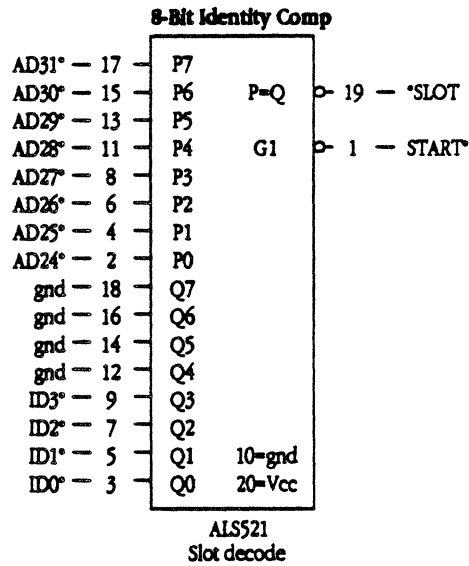 8-Bit Identity Comp
AD31° — 17 — P7
AD30° — 15 — P6 P=Q 19 — °SLOT
AD29° — 13 — P5
AD28° — 11 — P4 G1 1 — START°
AD27° — 8 — P3
AD26° — 6 — P2
AD25° — 4 — P1
AD24° — 2 — P0
gnd — 18 — Q7
gnd — 16 — Q6
gnd — 14 — Q5
gnd — 12 — Q4
ID3° — 9 — Q3
ID2° — 7 — Q2
ID1° — 5 — Q1 10=gnd
ID0° — 3 — Q0 20=Vcc
ALS521
Slot decode